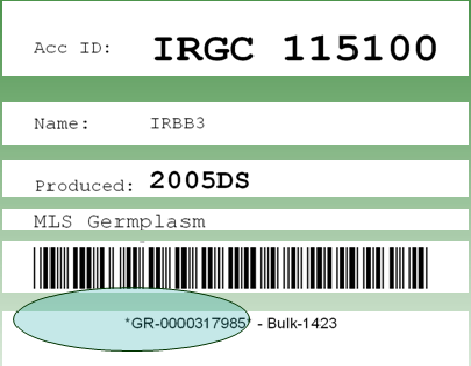 Acc ID: IRGC 115100
Name: IRBB3
Produced: 2005DS
MLS Germplasm
*GR-0000317985* - Bulk-1423